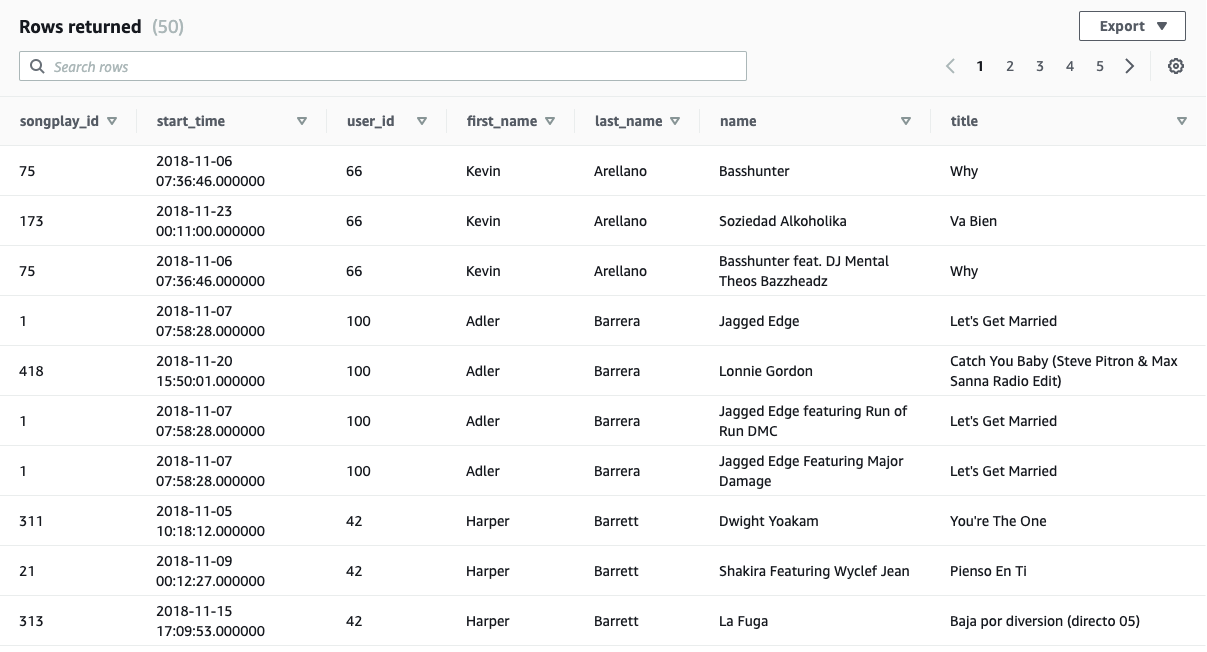 Rows returned (50)
Export
Search rows
1 2 3 4 5
songplay_id start_time user_id first_name last_name name title
75 2018-11-06 07:36:46.000000 66 Kevin Arellano Basshunter Why
173 2018-11-23 00:11:00.000000 66 Kevin Arellano Soziedad Alkoholika Va Bien
75 2018-11-06 07:36:46.000000 66 Kevin Arellano Basshunter feat. DJ Mental Theos Bazzheadz Why
1 2018-11-07 07:58:28.000000 100 Adler Barrera Jagged Edge Let's Get Married
418 2018-11-20 15:50:01.000000 100 Adler Barrera Lonnie Gordon Catch You Baby (Steve Pitron & Max Sanna Radio Edit)
1 2018-11-07 07:58:28.000000 100 Adler Barrera Jagged Edge featuring Run of Run DMC Let's Get Married
1 2018-11-07 07:58:28.000000 100 Adler Barrera Jagged Edge Featuring Major Damage Let's Get Married
311 2018-11-05 10:18:12.000000 42 Harper Barrett Dwight Yoakam You're The One
21 2018-11-09 00:12:27.000000 42 Harper Barrett Shakira Featuring Wyclef Jean Pienso En Ti
313 2018-11-15 17:09:53.000000 42 Harper Barrett La Fuga Baja por diversion (directo 05)